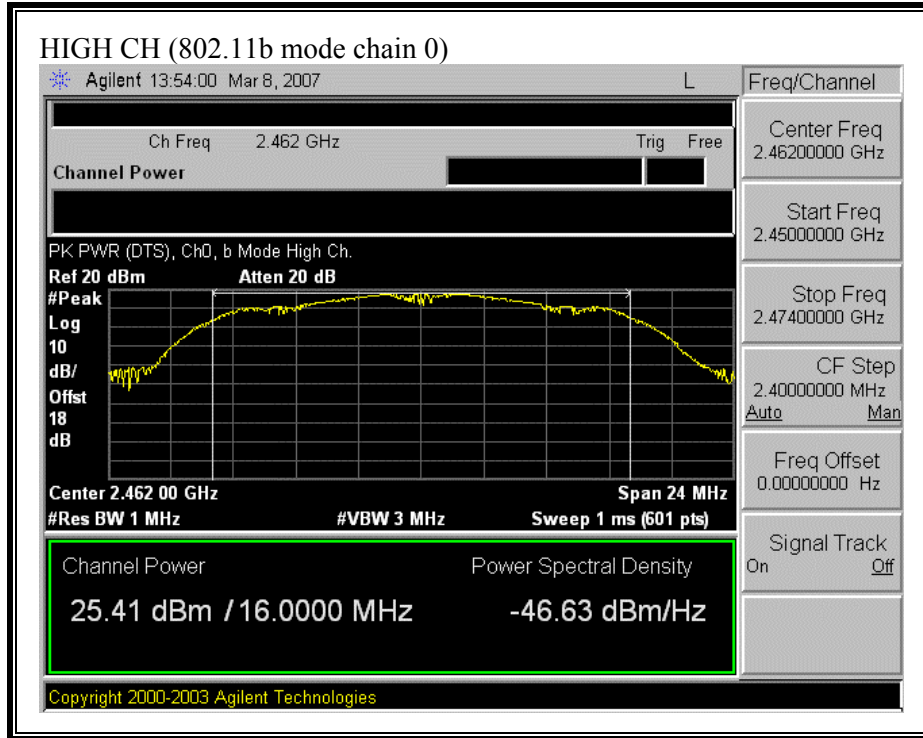 HIGH CH (802.11b mode chain 0)
Agilent 13:54:00 Mar 8, 2007 L
Freq/Channel
Ch Freq 2.462 GHz Trig Free
Channel Power
PK PWR (DTS), Ch0, b Mode High Ch.
Ref 20 dBm Atten 20 dB
#Peak
Log
10
dB/
Offst
18
dB
Center 2.462 00 GHz Span 24 MHz
#Res BW 1 MHz #VBW 3 MHz Sweep 1 ms (601 pts)
Channel Power Power Spectral Density
25.41 dBm / 16.0000 MHz -46.63 dBm/Hz
Copyright 2000-2003 Agilent Technologies
Center Freq
2.46200000 GHz
Start Freq
2.45000000 GHz
Stop Freq
2.47400000 GHz
CF Step
2.40000000 MHz
Auto Man
Freq Offset
0.00000000 Hz
Signal Track
On Off